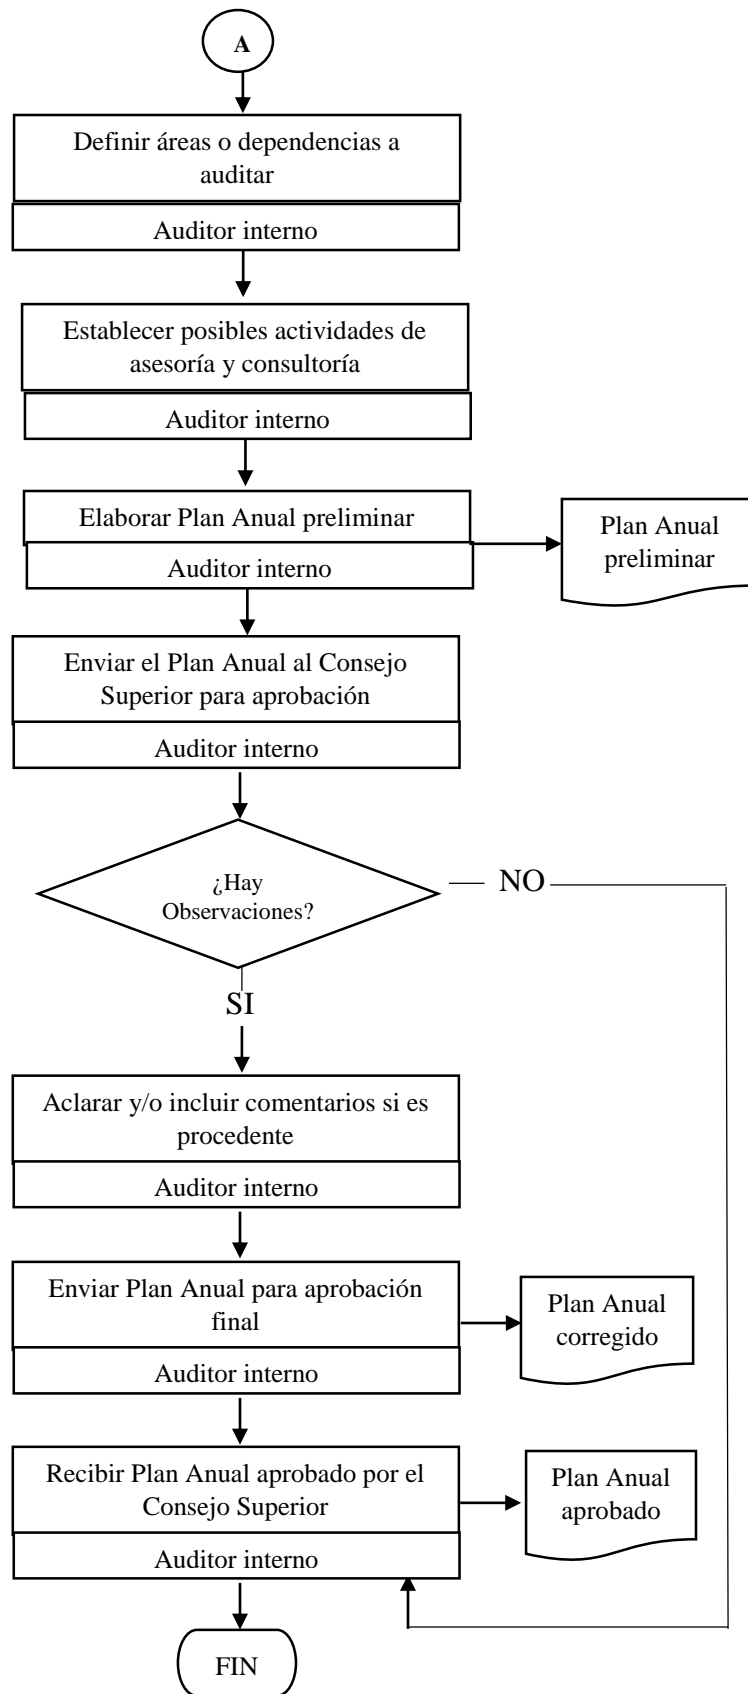 A
Definir áreas o dependencias a
auditar
Auditor interno
Establecer posibles actividades de
asesoría y consultoría
Auditor interno
Elaborar Plan Anual preliminar
Auditor interno
Plan Anual
preliminar
Enviar el Plan Anual al Consejo
Superior para aprobación
Auditor interno
¿Hay
Observaciones?
NO
SI
Aclarar y/o incluir comentarios si es
procedente
Auditor interno
Enviar Plan Anual para aprobación
final
Auditor interno
Plan Anual
corregido
Recibir Plan Anual aprobado por el
Consejo Superior
Auditor interno
Plan Anual
aprobado
FIN